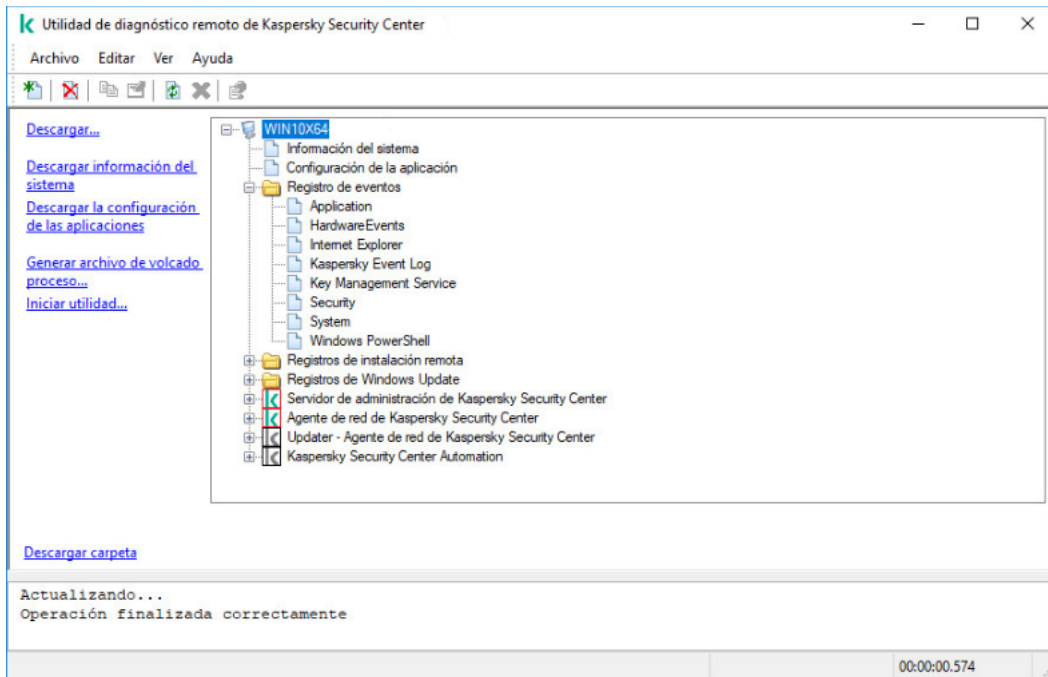 Utilidad de diagnóstico remoto de Kaspersky Security Center
Archivo Editar Ver Ayuda
Descargar...
Descargar información del
sistema
Descargar la configuración
de las aplicaciones
Generar archivo de volcado
proceso...
Iniciar utilidad...
WIN10X64
Información del sistema
Configuración de la aplicación
Registro de eventos
Application
HardwareEvents
Internet Explorer
Kaspersky Event Log
Key Management Service
Security
System
Windows PowerShell
Registros de instalación remota
Registros de Windows Update
Servidor de administración de Kaspersky Security Center
Agente de red de Kaspersky Security Center
Updater - Agente de red de Kaspersky Security Center
Kaspersky Security Center Automation
Descargar carpeta
Actualizando...
Operación finalizada correctamente
00:00:00.574